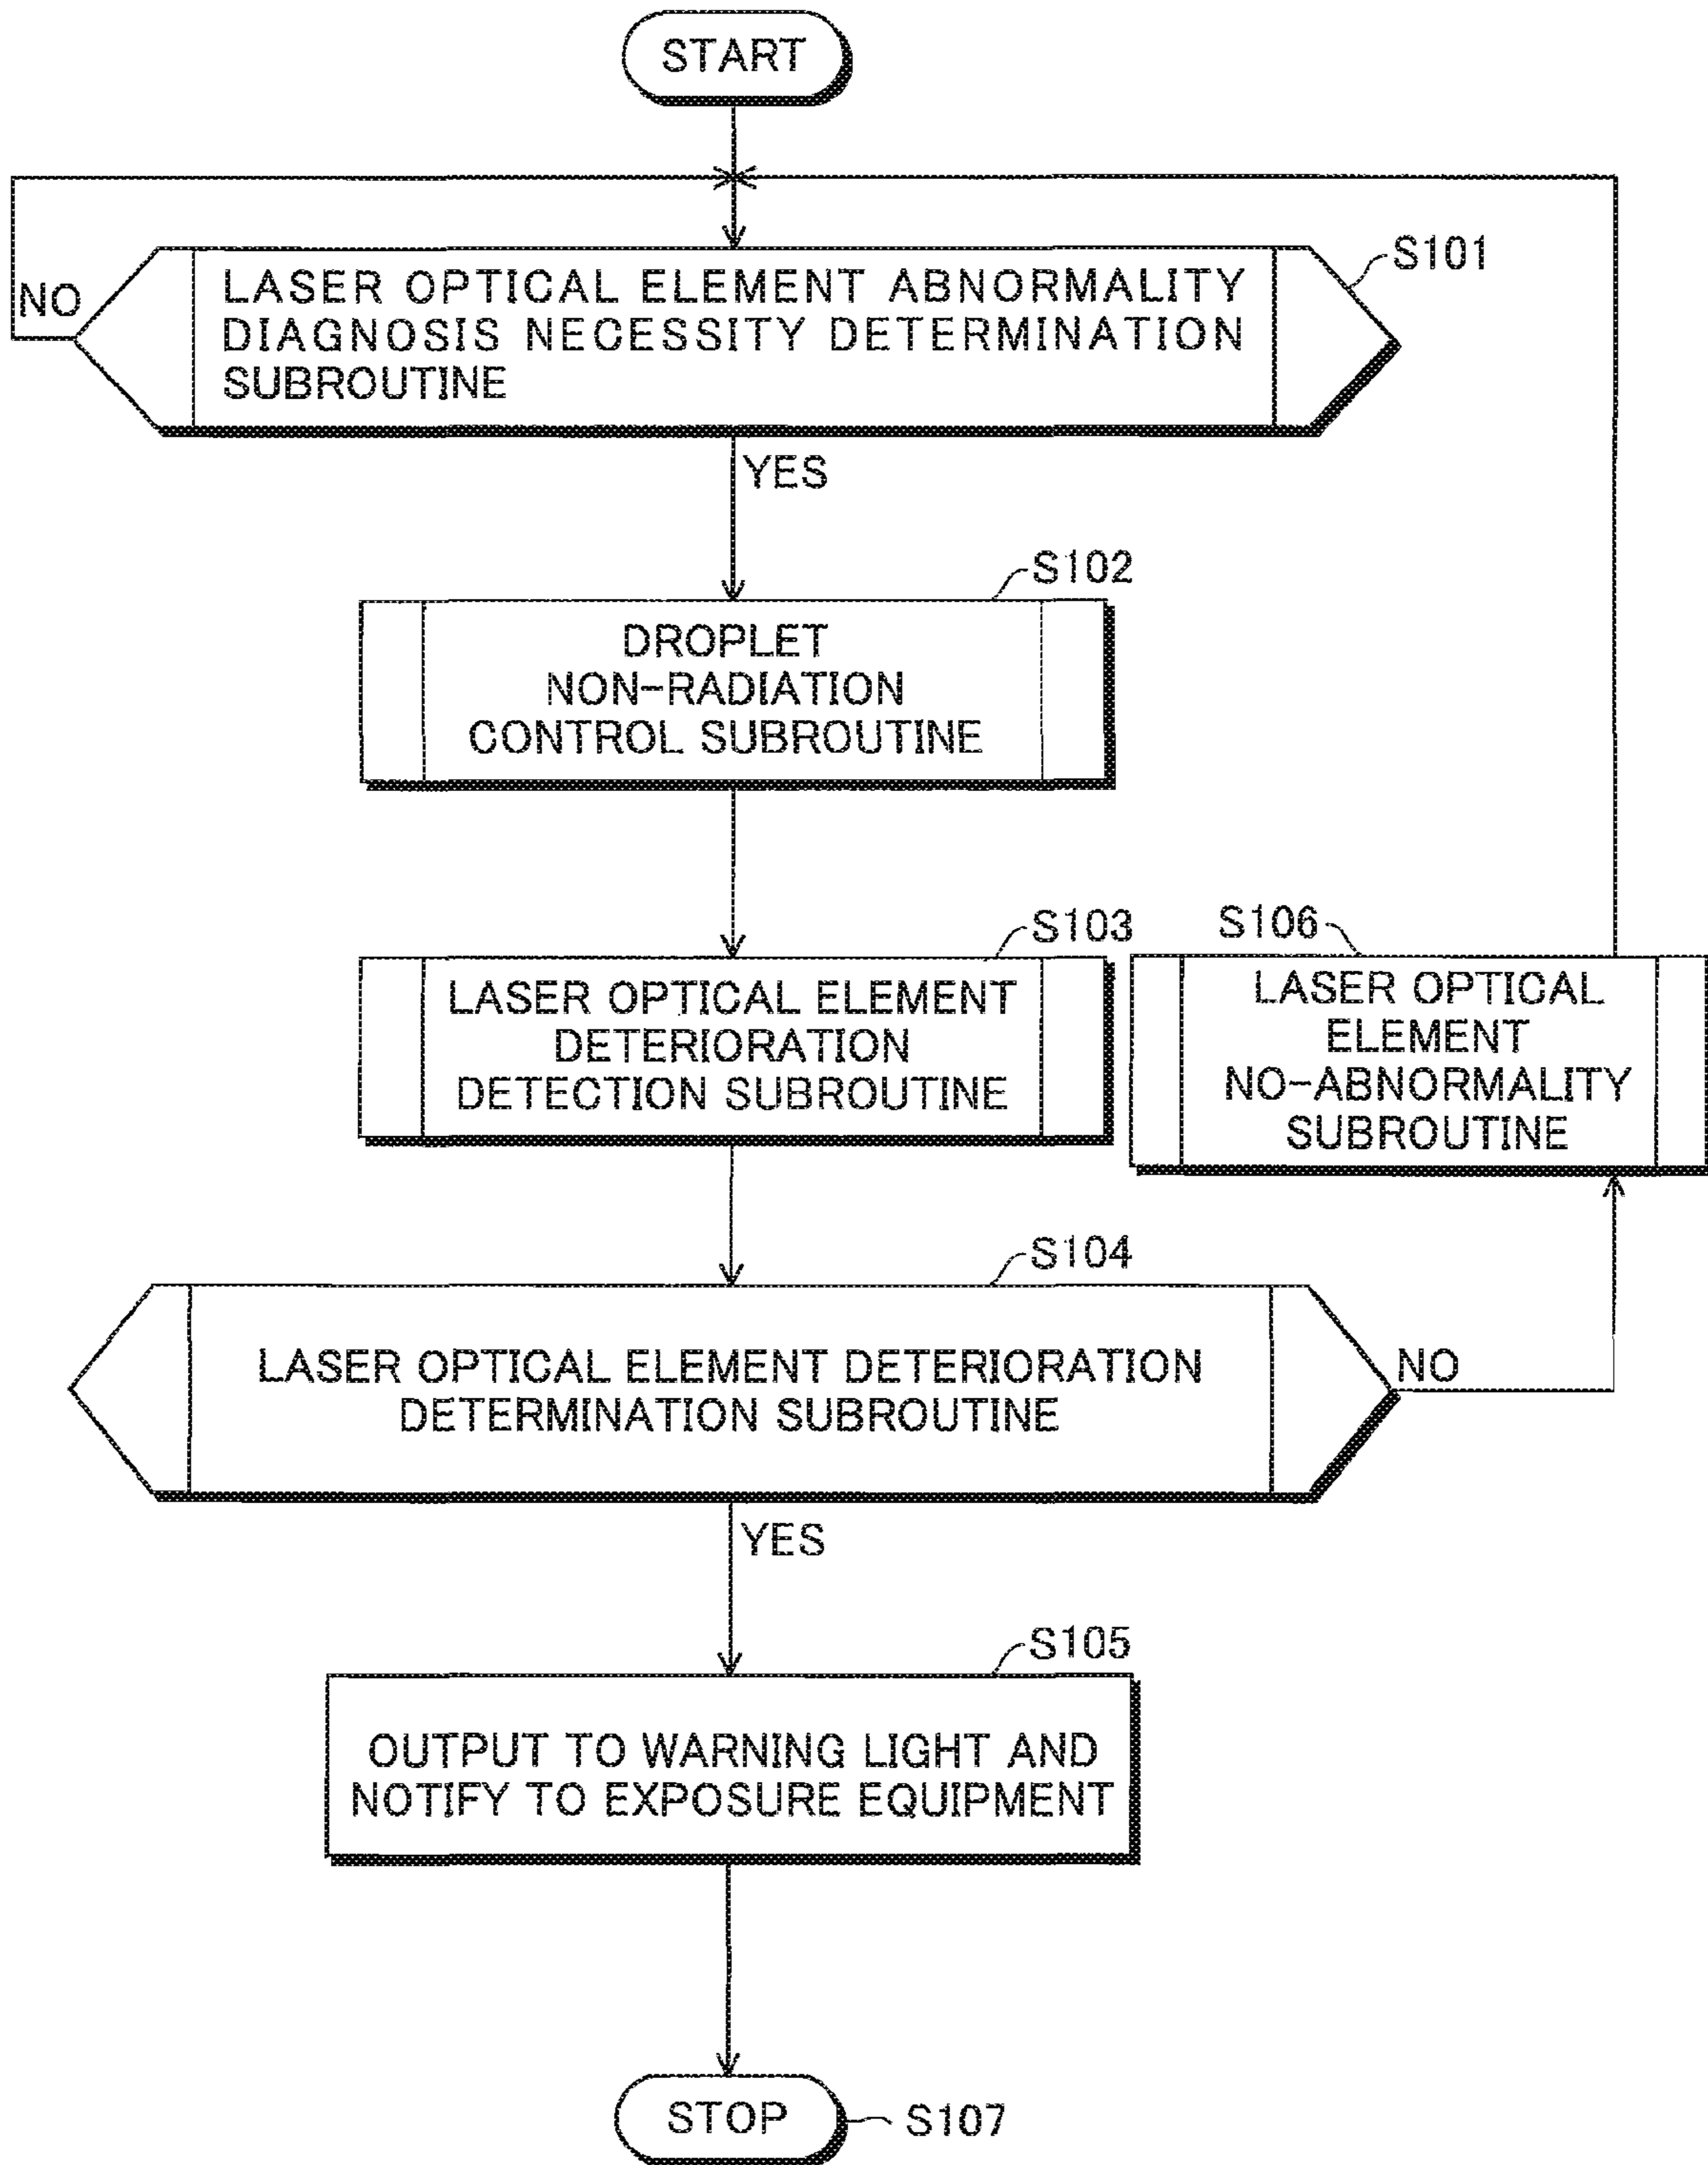 START
S101
NO
LASER OPTICAL ELEMENT ABNORMALITY
DIAGNOSIS NECESSITY DETERMINATION
SUBROUTINE
YES
S102
DROPLET
NON-RADIATION
CONTROL SUBROUTINE
S103
LASER OPTICAL ELEMENT
DETERIORATION
DETECTION SUBROUTINE
S106
LASER OPTICAL
ELEMENT
NO-ABNORMALITY
SUBROUTINE
S104
LASER OPTICAL ELEMENT DETERIORATION
DETERMINATION SUBROUTINE
NO
YES
S105
OUTPUT TO WARNING LIGHT AND
NOTIFY TO EXPOSURE EQUIPMENT
STOP
S107